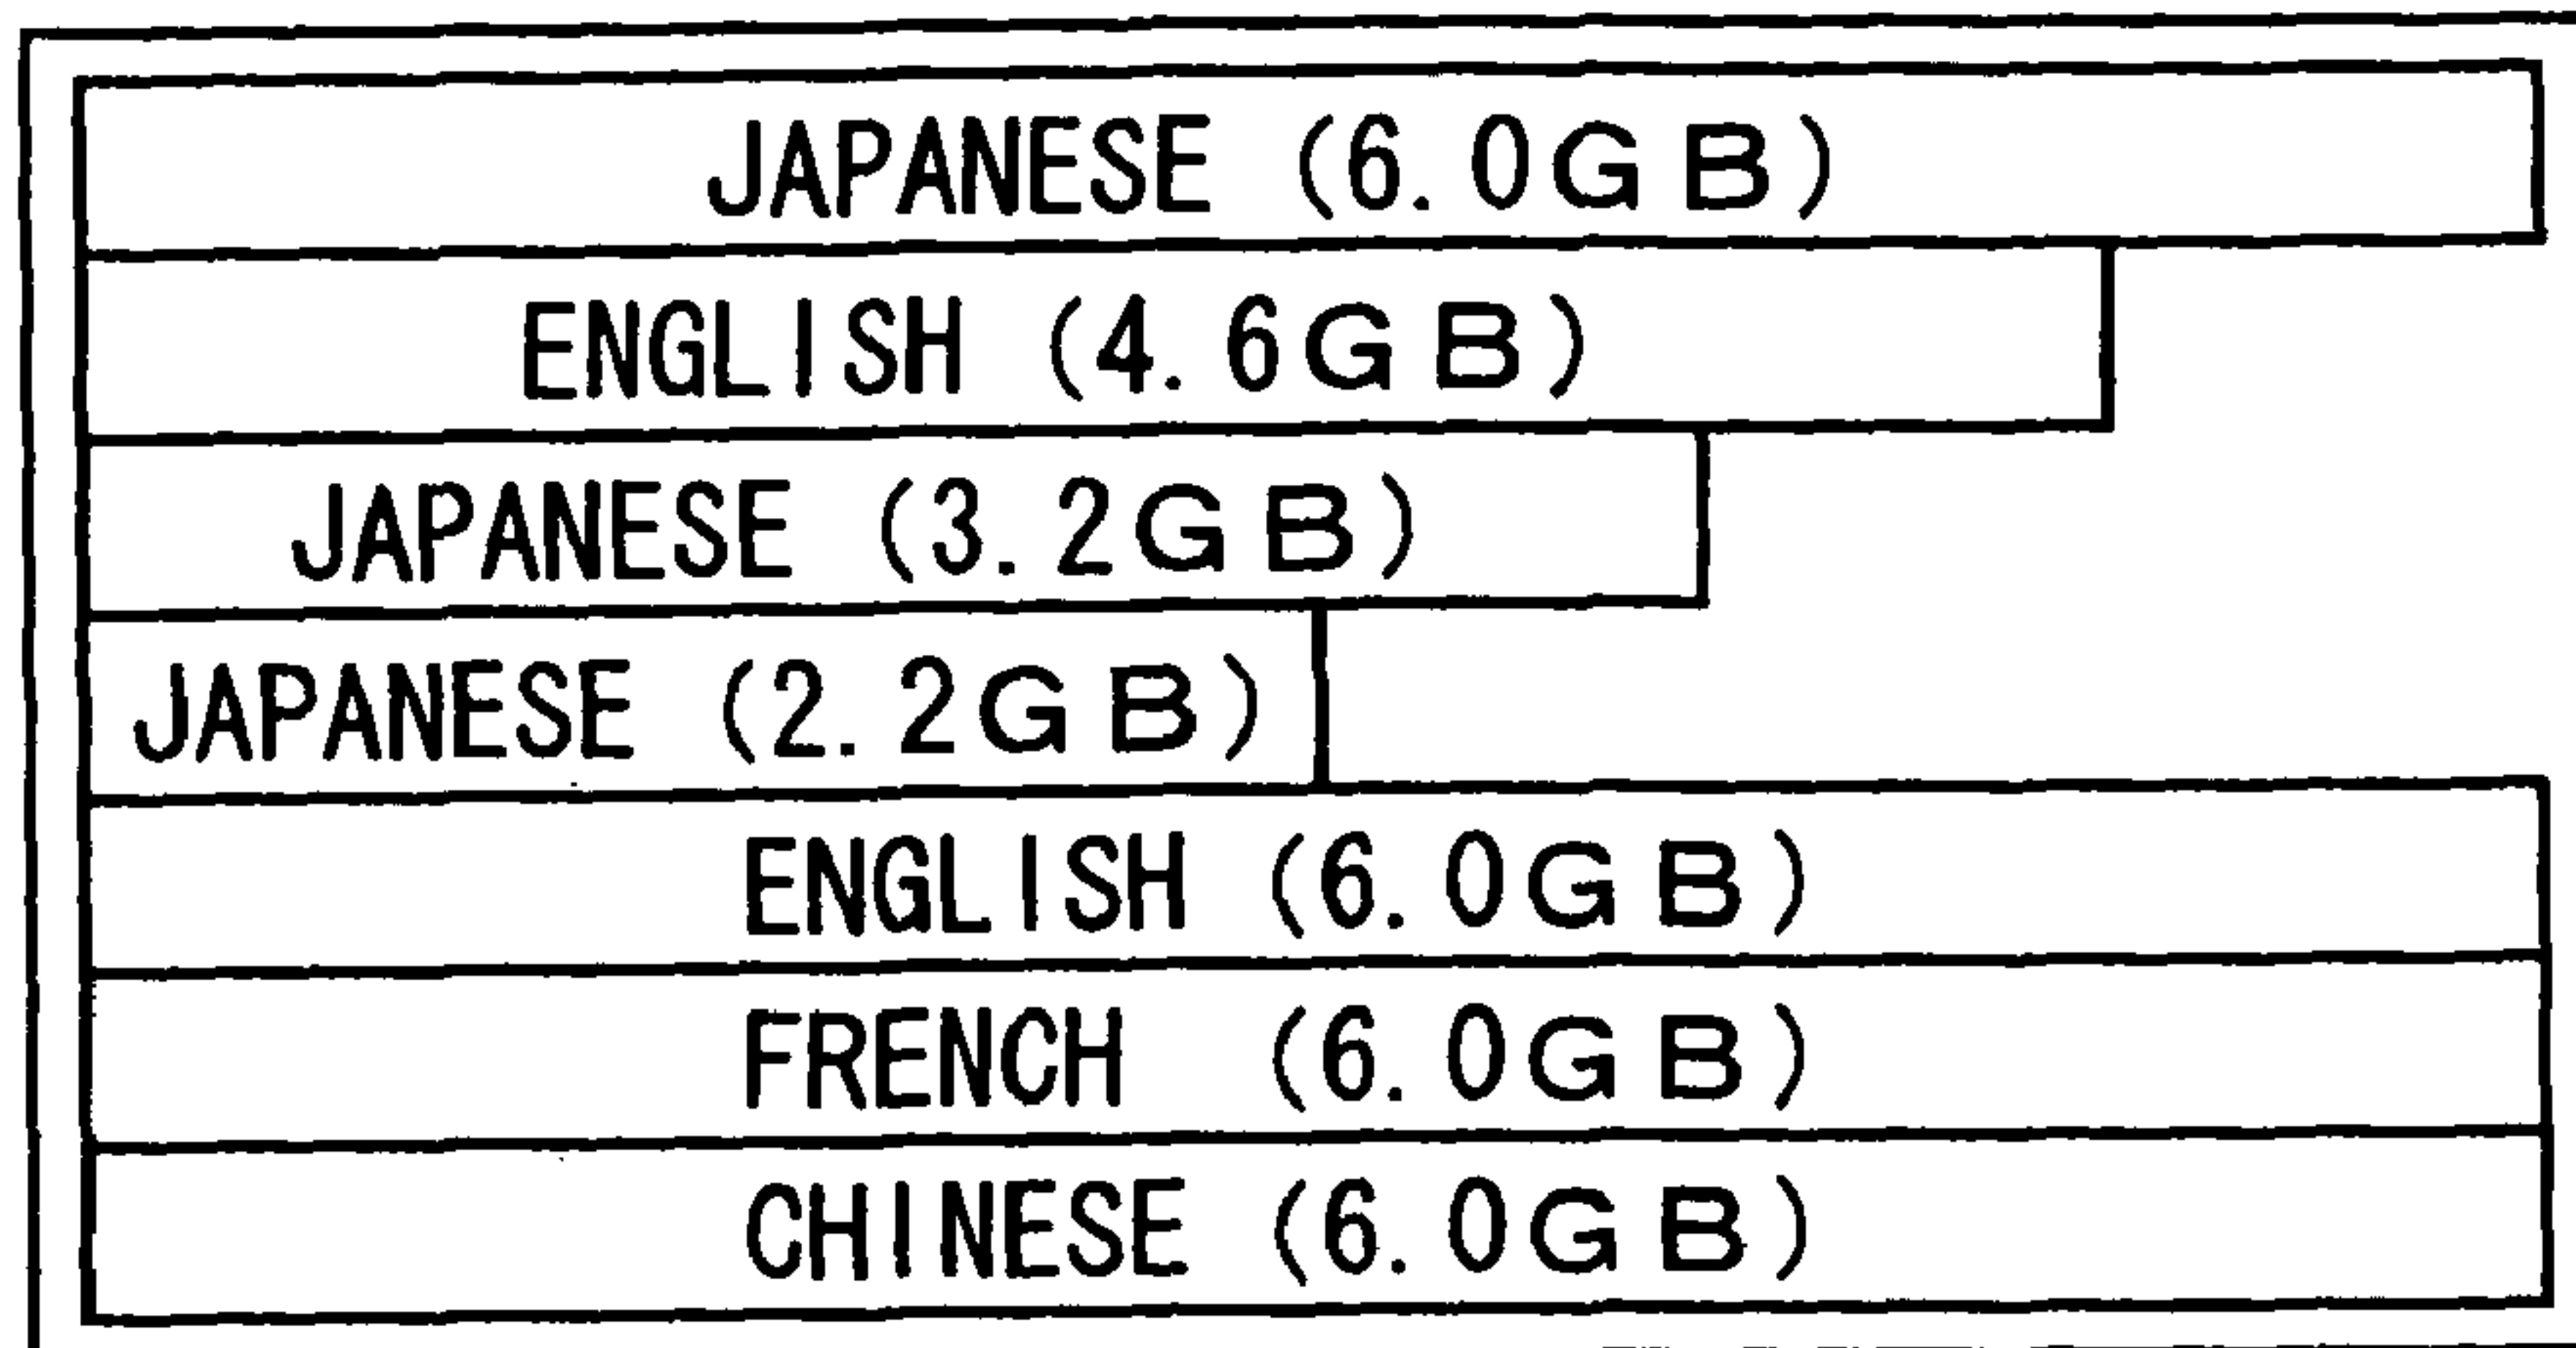 JAPANESE (6.0GB)
ENGLISH (4.6GB)
JAPANESE (3.2GB)
JAPANESE (2.2GB)
ENGLISH (6.0GB)
FRENCH (6.0GB)
CHINESE (6.0GB)